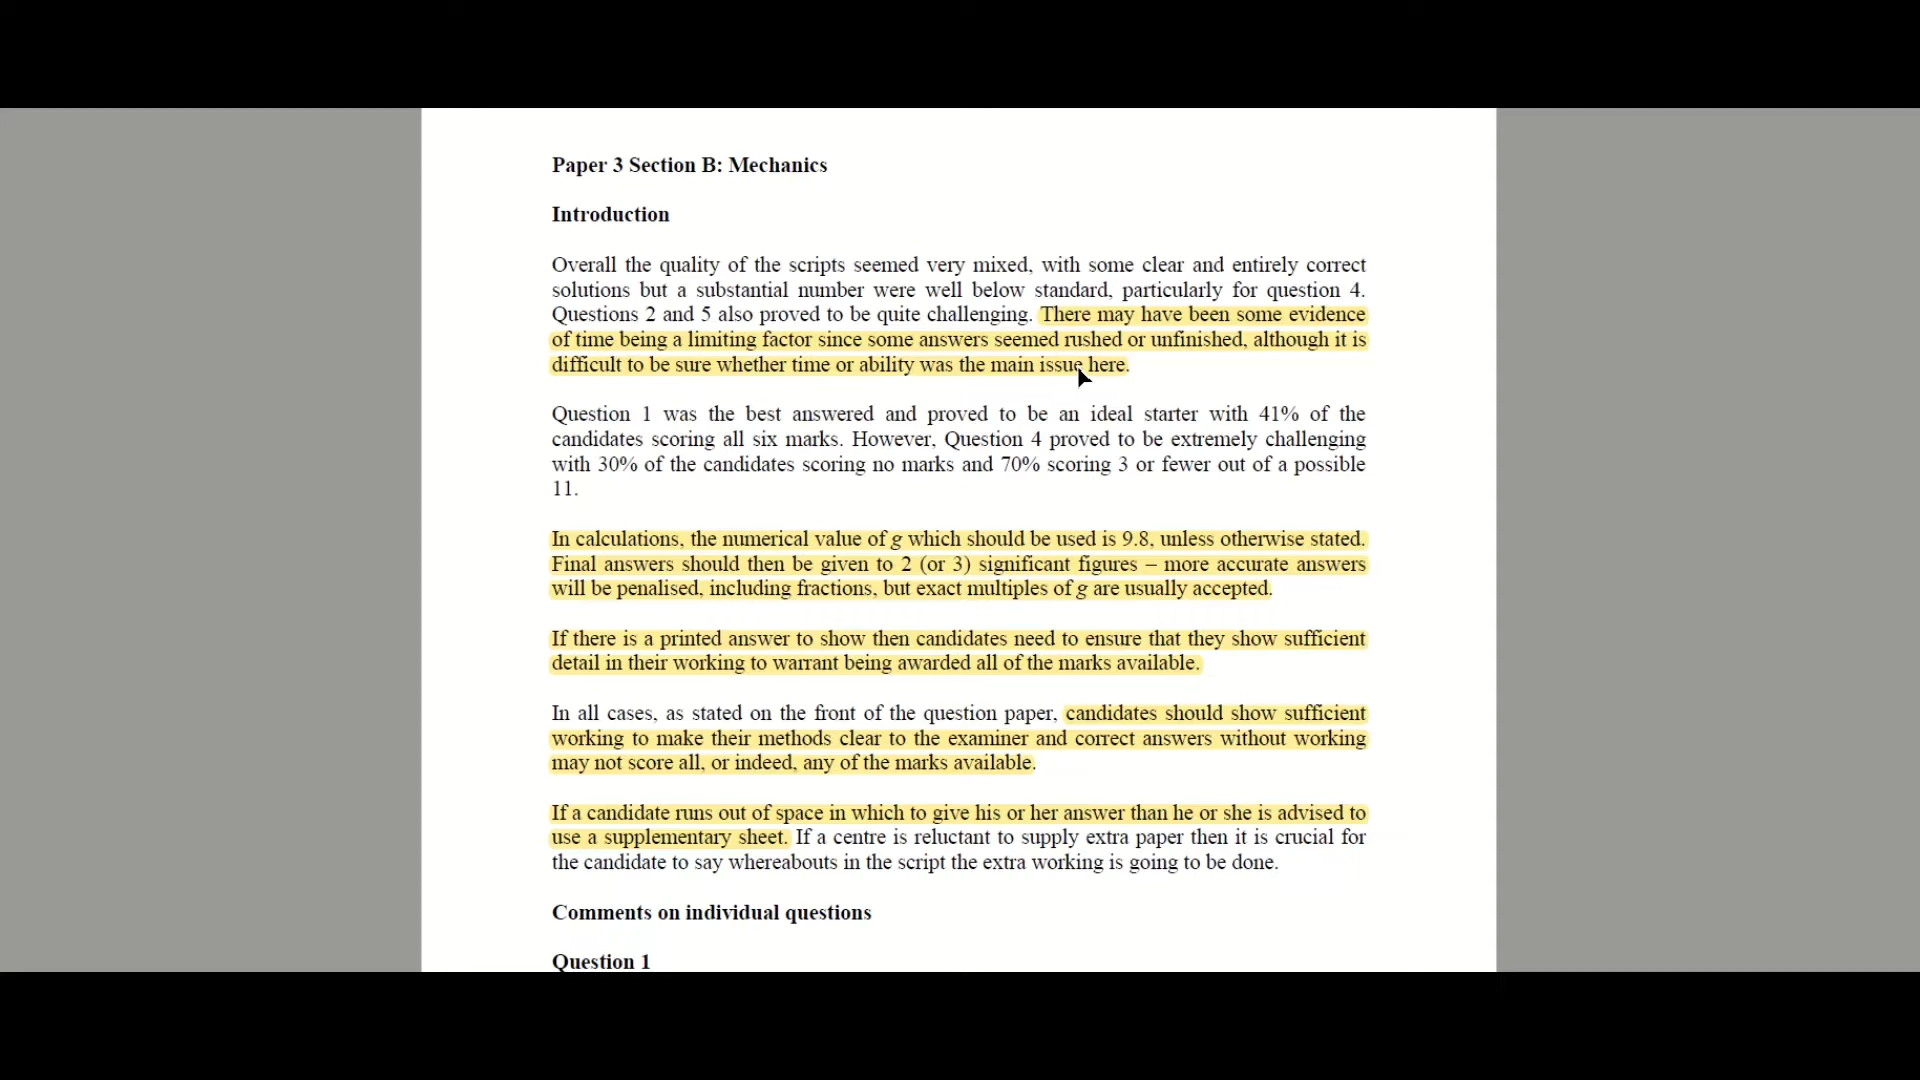 Paper 3 Section B: Mechanics
Introduction
Overall the quality of the scripts seemed very mixed, with some clear and entirely correct
solutions but a substantial number were well below standard, particularly for question 4.
Questions 2 and 5 also proved to be quite challenging. There may have been some evidence
of time being a limiting factor since some answers seemed rushed or unfinished, although it is
difficult to be sure whether time or ability was the main issue here.
Question 1 was the best answered and proved to be an ideal starter with 41% of the
candidates scoring all six marks. However, Question 4 proved to be extremely challenging
with 30% of the candidates scoring no marks and 70% scoring 3 or fewer out of a possible
11.
In calculations, the numerical value of g which should be used is 9.8, unless otherwise stated.
Final answers should then be given to 2 (or 3) significant figures – more accurate answers
will be penalised, including fractions, but exact multiples of g are usually accepted.
If there is a printed answer to show then candidates need to ensure that they show sufficient
detail in their working to warrant being awarded all of the marks available.
In all cases, as stated on the front of the question paper, candidates should show sufficient
working to make their methods clear to the examiner and correct answers without working
may not score all, or indeed, any of the marks available.
If a candidate runs out of space in which to give his or her answer than he or she is advised to
use a supplementary sheet. If a centre is reluctant to supply extra paper then it is crucial for
the candidate to say whereabouts in the script the extra working is going to be done.
Comments on individual questions
Question 1